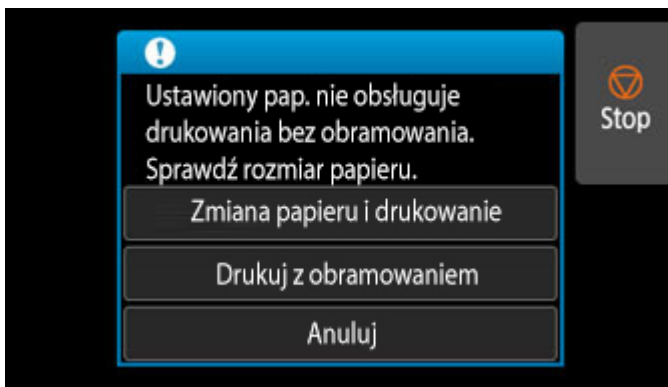 Ustawiony pap. nie obsługuje
drukowania bez obramowania.
Sprawdź rozmiar papieru.
Zmiana papieru i drukowanie
Drukuj z obramowaniem
Anuluj
Stop